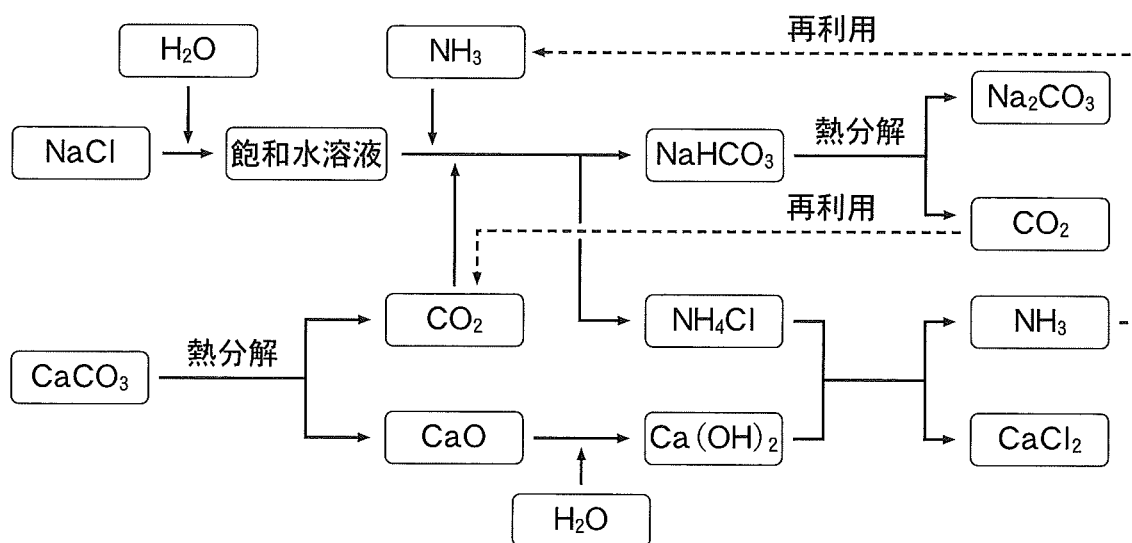 再利用
H₂O
NH₃
Na₂CO₃
熱分解
NaCl
飽和水溶液
NaHCO₃
再利用
CO₂
CO₂
NH₄Cl
NH₃
熱分解
CaCO₃
CaO
Ca(OH)₂
CaCl₂
H₂O